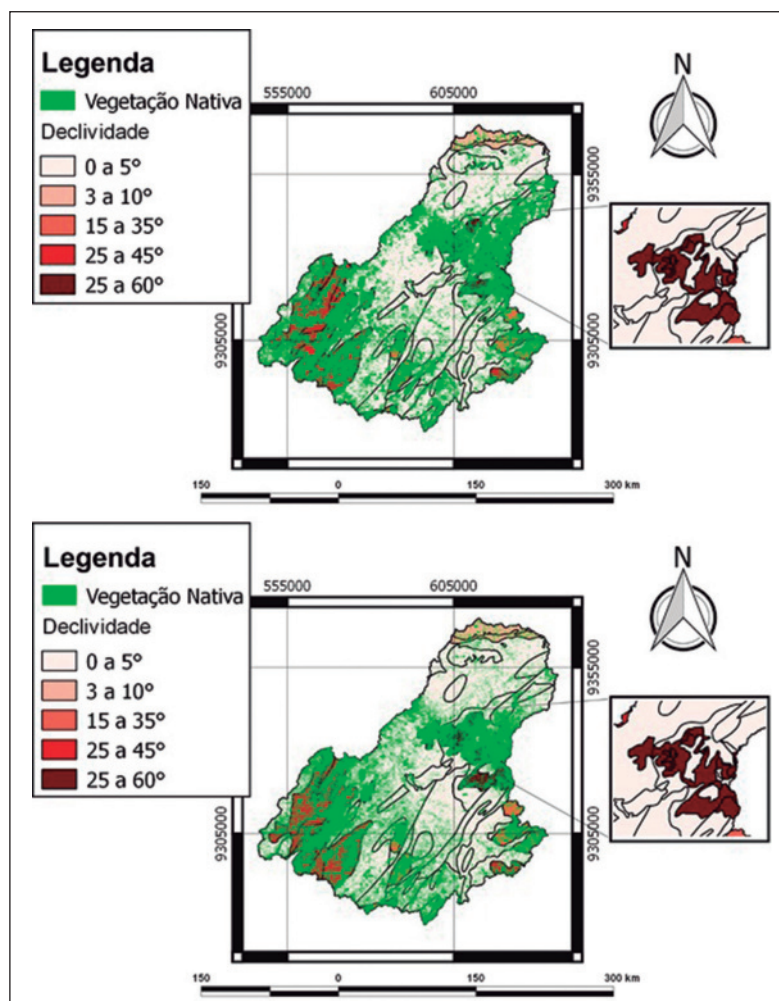 Legenda
Vegetação Nativa
Declividade
0 a 5°
3 a 10°
15 a 35°
25 a 45°
25 a 60°
555000
605000
9355000
9305000
9355000
9305000
N
150
0
150
300 km
Legenda
Vegetação Nativa
Declividade
0 a 5°
3 a 10°
15 a 35°
25 a 45°
25 a 60°
555000
605000
9355000
9305000
9355000
9305000
N
150
0
150
300 km